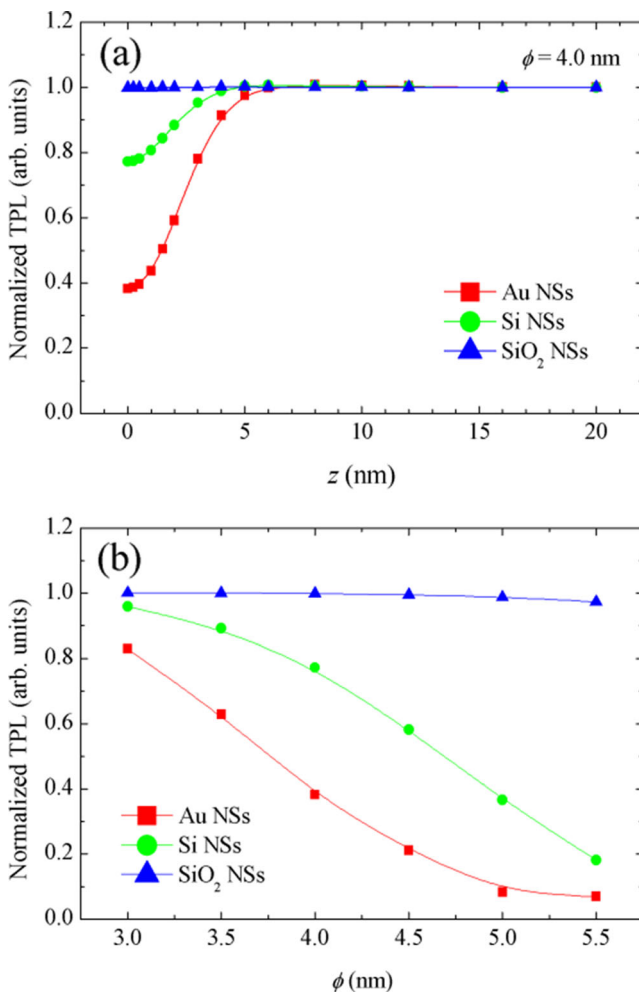 (a)
ϕ = 4.0 nm
Normalized TPL (arb. units)
1.2
1.0
0.8
0.6
0.4
0.2
0.0
Au NSs
Si NSs
SiO₂ NSs
0 5 10 15 20
z (nm)
(b)
Normalized TPL (arb. units)
1.2
1.0
0.8
0.6
0.4
0.2
0.0
Au NSs
Si NSs
SiO₂ NSs
3.0 3.5 4.0 4.5 5.0 5.5
ϕ (nm)